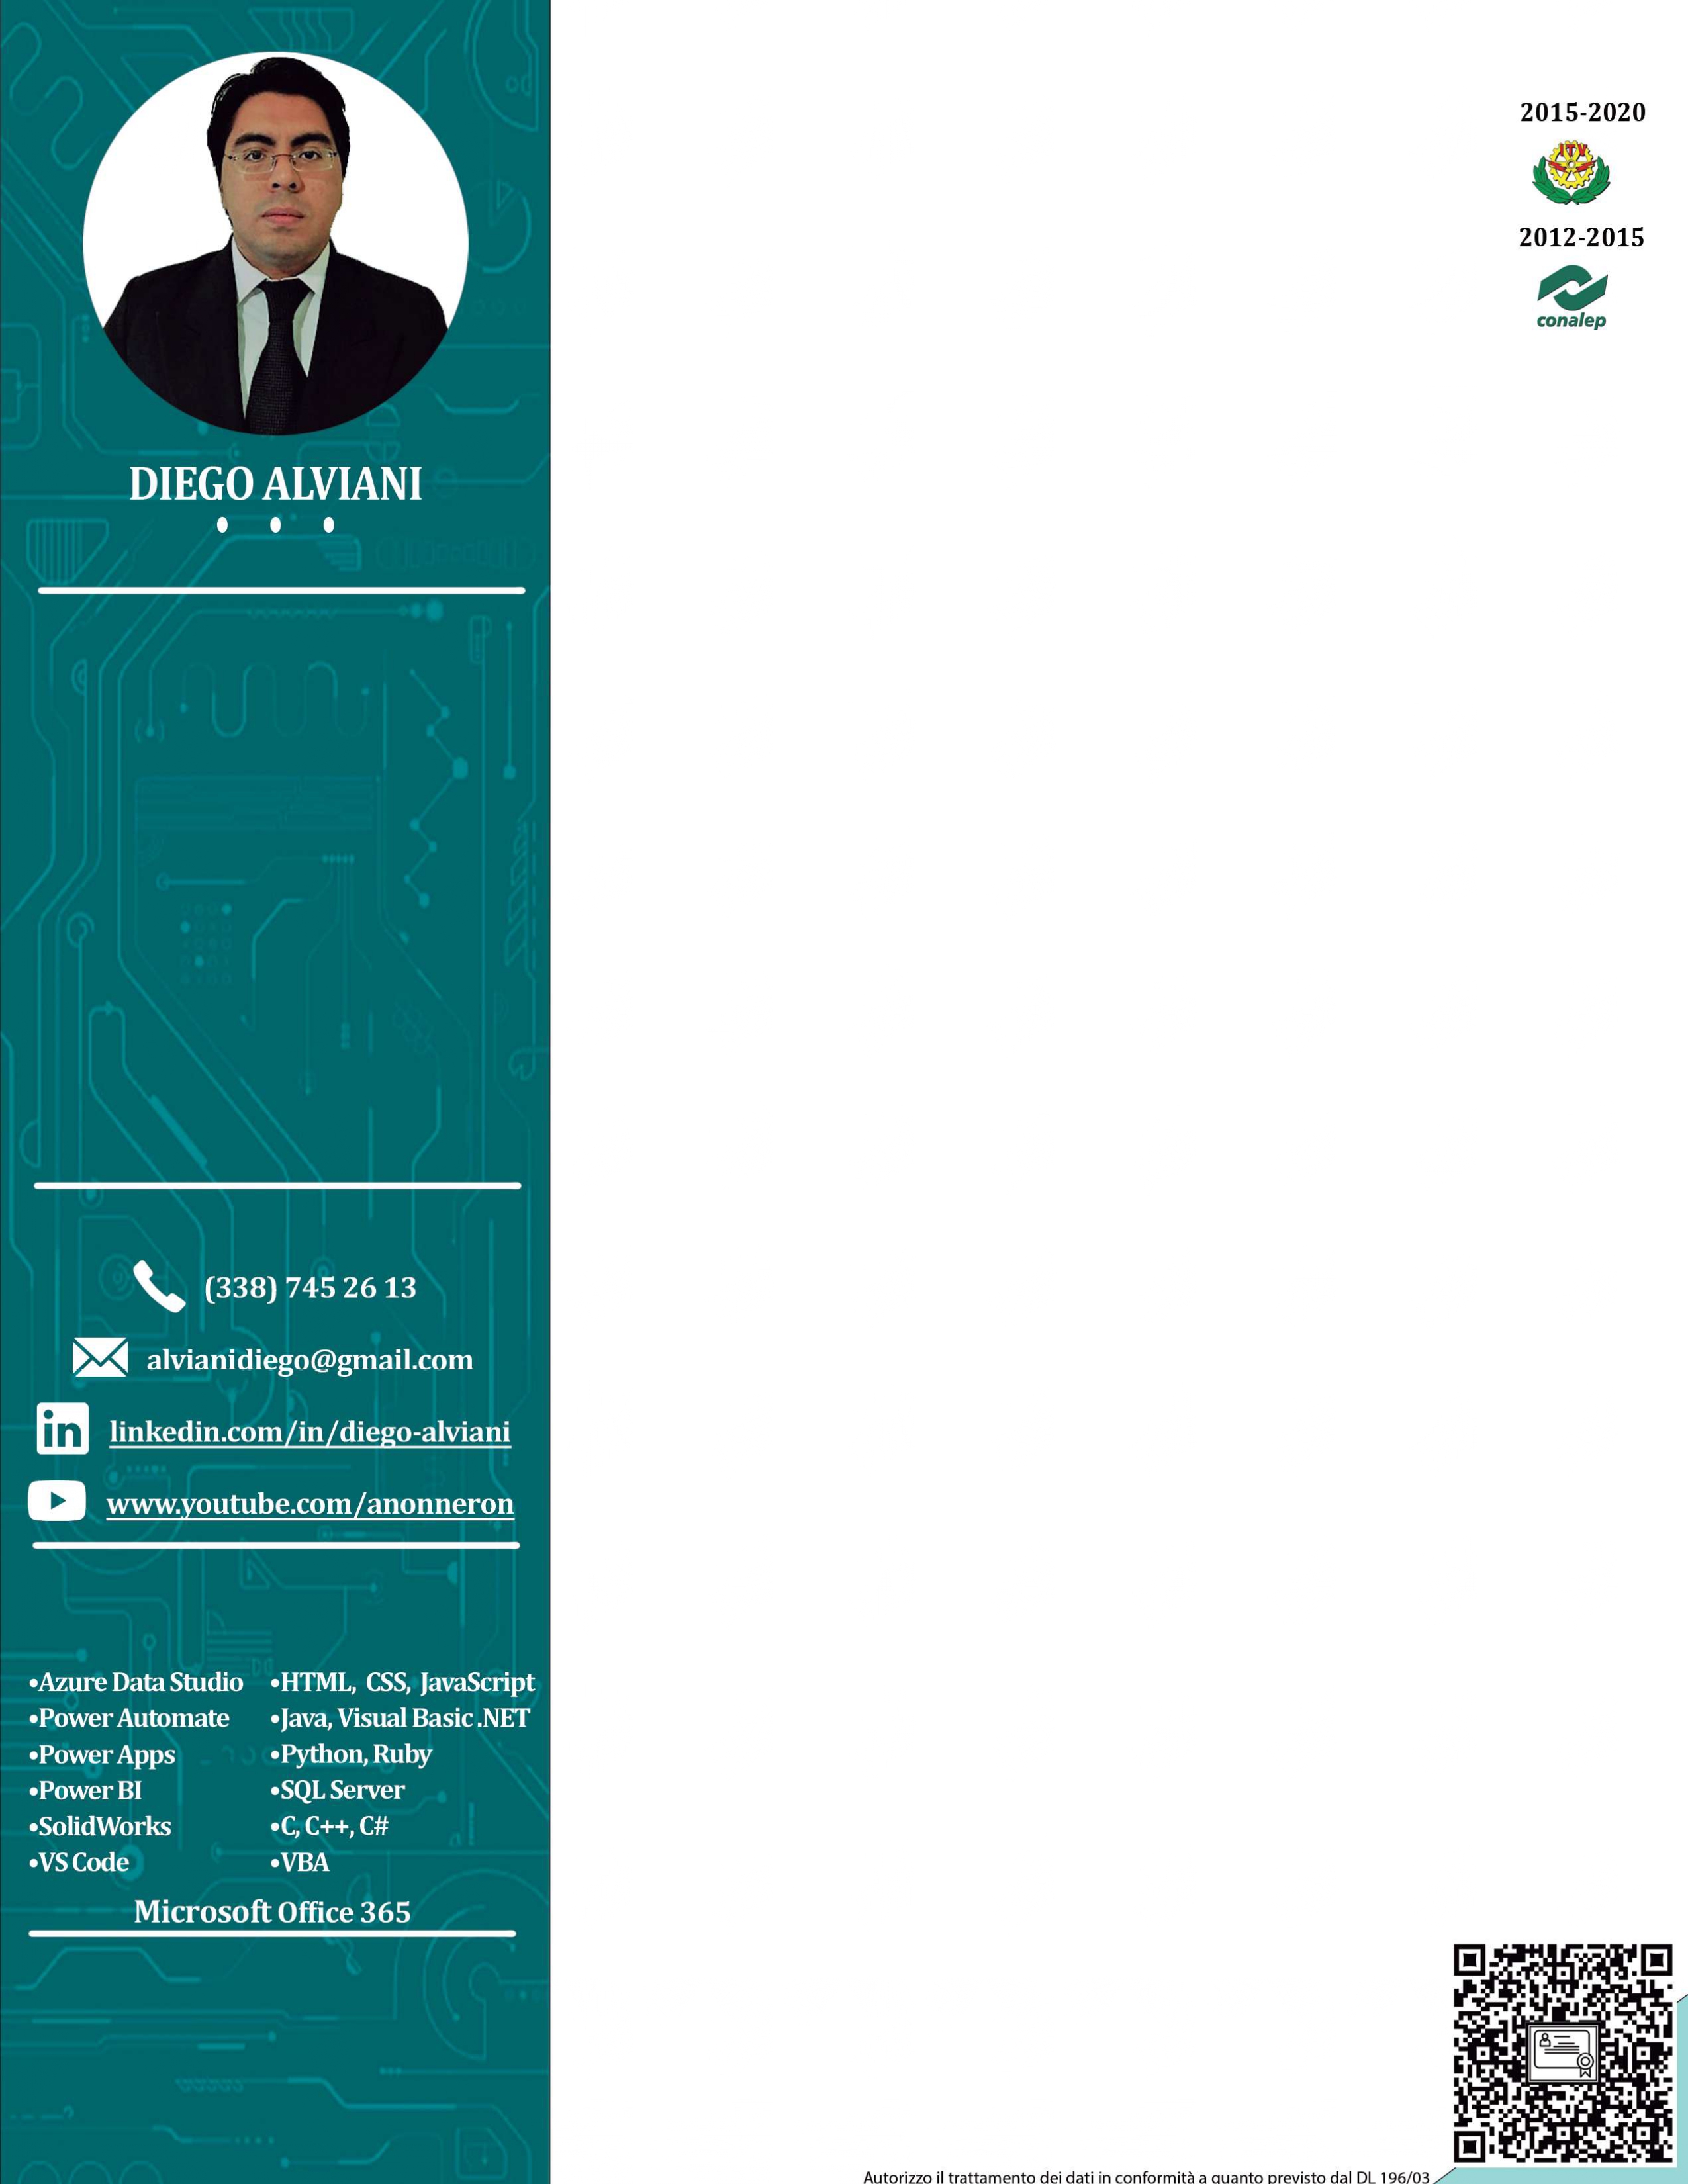 2015-2020
ITV
2012-2015
conalep
DIEGO ALVIANI
(338) 745 26 13
alvianidiego@gmail.com
in linkedin.com/in/diego-alviani
www.youtube.com/anonneron
•Azure Data Studio •HTML, CSS, JavaScript
•Power Automate •Java, Visual Basic .NET
•Power Apps •Python, Ruby
•Power BI •SQL Server
•SolidWorks •C, C++, C#
•VS Code •VBA
Microsoft Office 365
Autorizzo il trattamento dei dati in conformità a quanto previsto dal DL 196/03